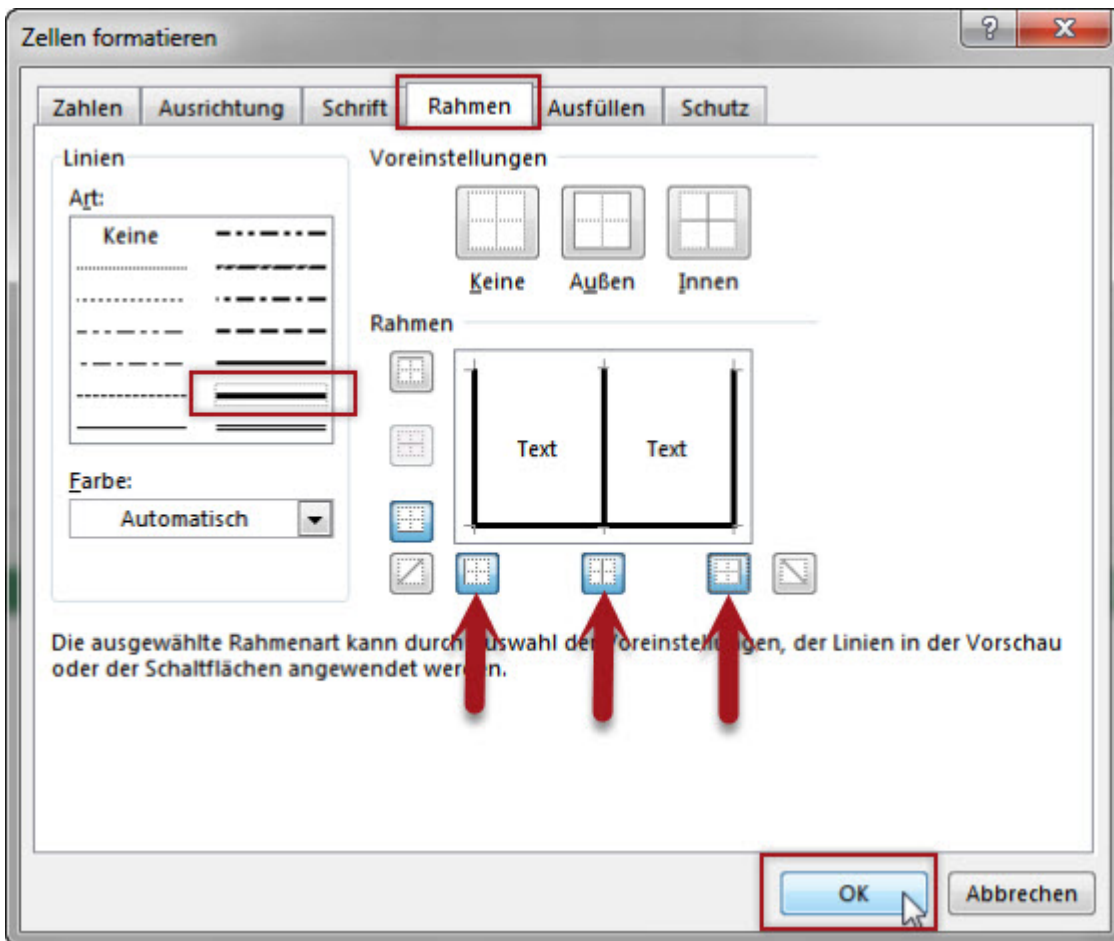 Zellen formatieren
Zahlen Ausrichtung Schrift Rahmen Ausfüllen Schutz
Linien
Art:
Keine
Farbe:
Automatisch
Voreinstellungen
Keine Außen Innen
Rahmen
Text Text
Die ausgewählte Rahmenart kann durch Auswahl der Voreinstellungen, der Linien in der Vorschau
oder der Schaltflächen angewendet werden.
OK Abbrechen